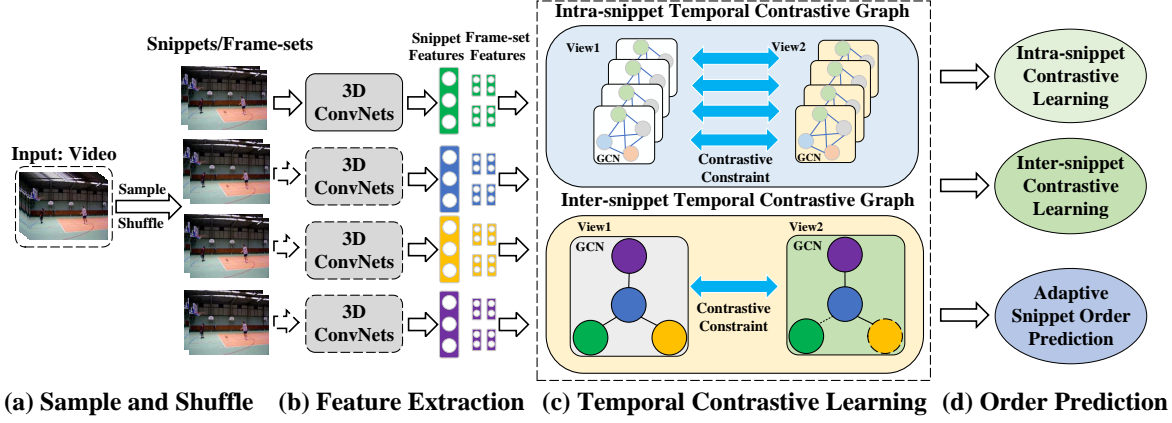 Input: Video
Sample
Shuffle
Snippets/Frame-sets
3D
ConvNets
3D
ConvNets
3D
ConvNets
3D
ConvNets
Snippet
Features
Frame-set
Features
Intra-snippet Temporal Contrastive Graph
View1
View2
GCN
GCN
Contrastive
Constraint
Inter-snippet Temporal Contrastive Graph
View1
View2
GCN
GCN
Contrastive
Constraint
Intra-snippet
Contrastive
Learning
Inter-snippet
Contrastive
Learning
Adaptive
Snippet Order
Prediction
(a) Sample and Shuffle
(b) Feature Extraction
(c) Temporal Contrastive Learning
(d) Order Prediction